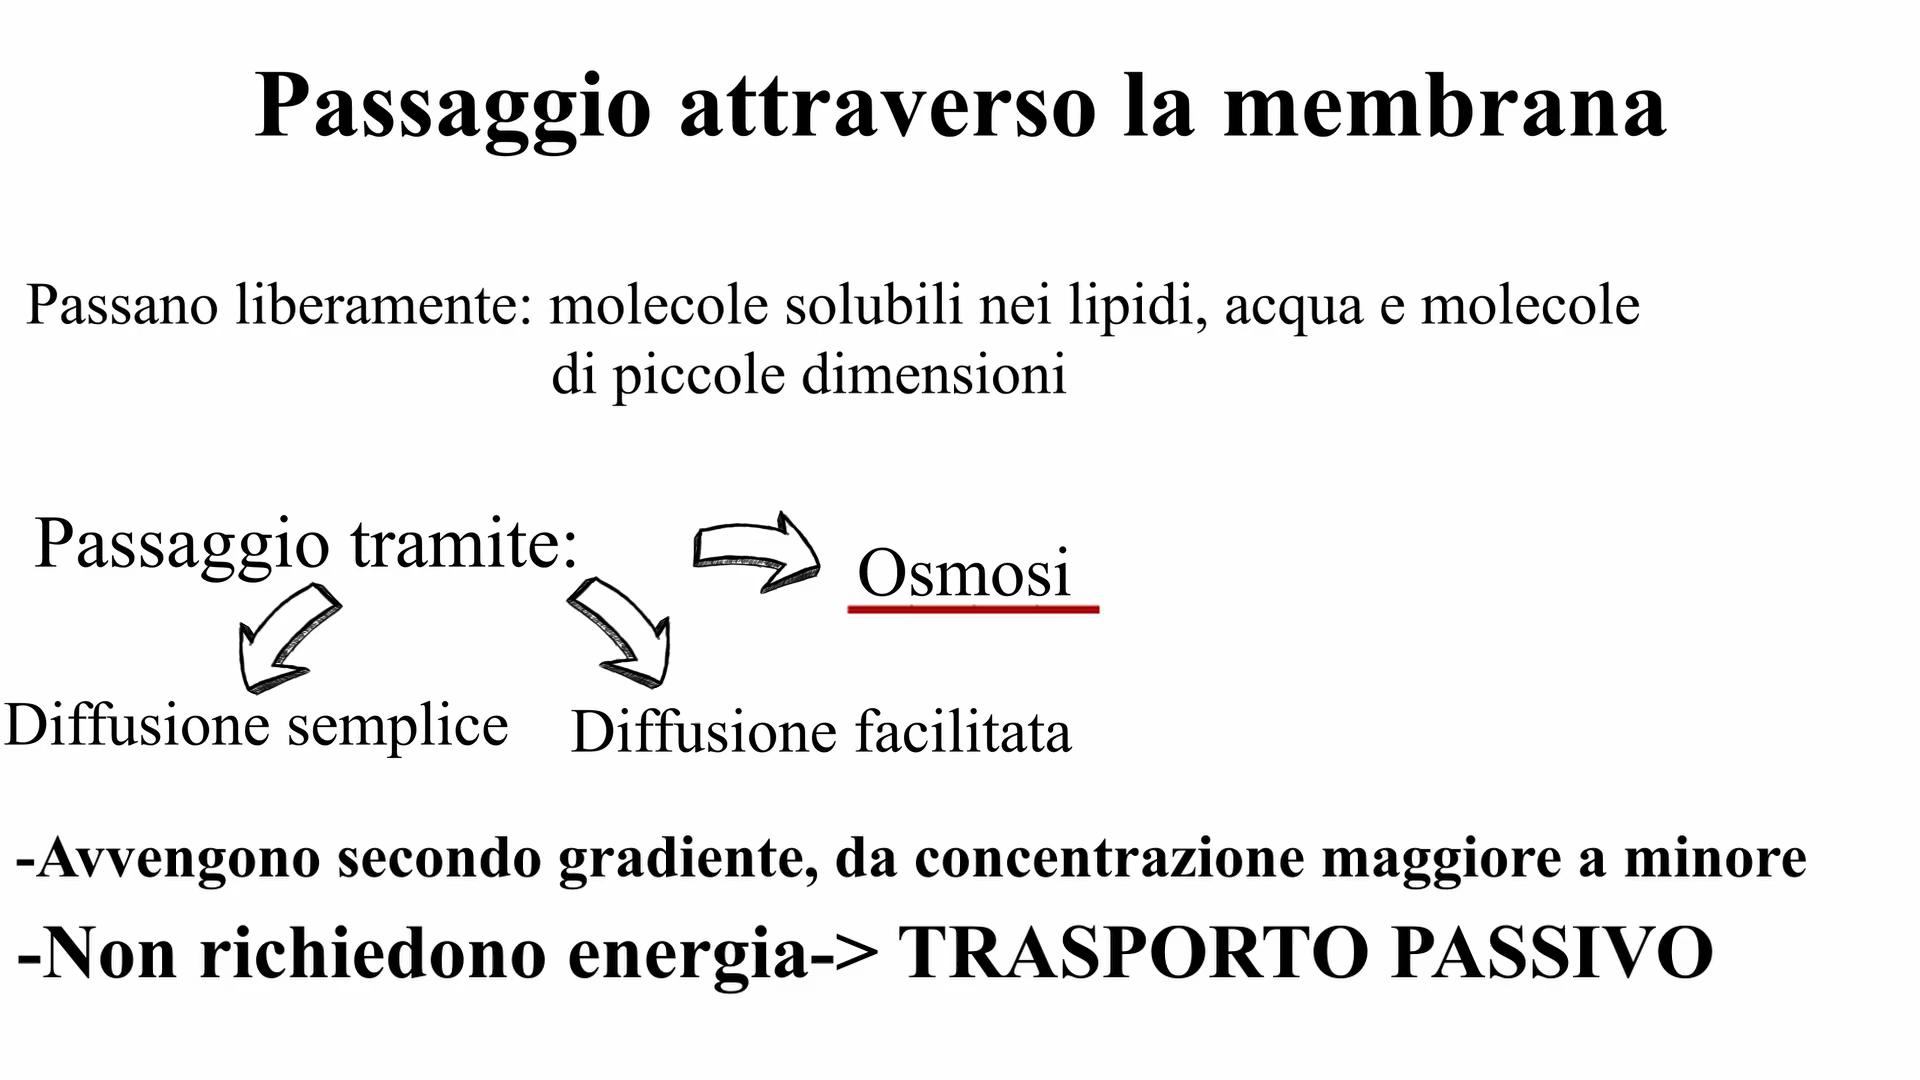 Passaggio attraverso la membrana
Passano liberamente: molecole solubili nei lipidi, acqua e molecole
di piccole dimensioni
Passaggio tramite:
Osmosi
Diffusione semplice
Diffusione facilitata
-Avvengono secondo gradiente, da concentrazione maggiore a minore
-Non richiedono energia-> TRASPORTO PASSIVO